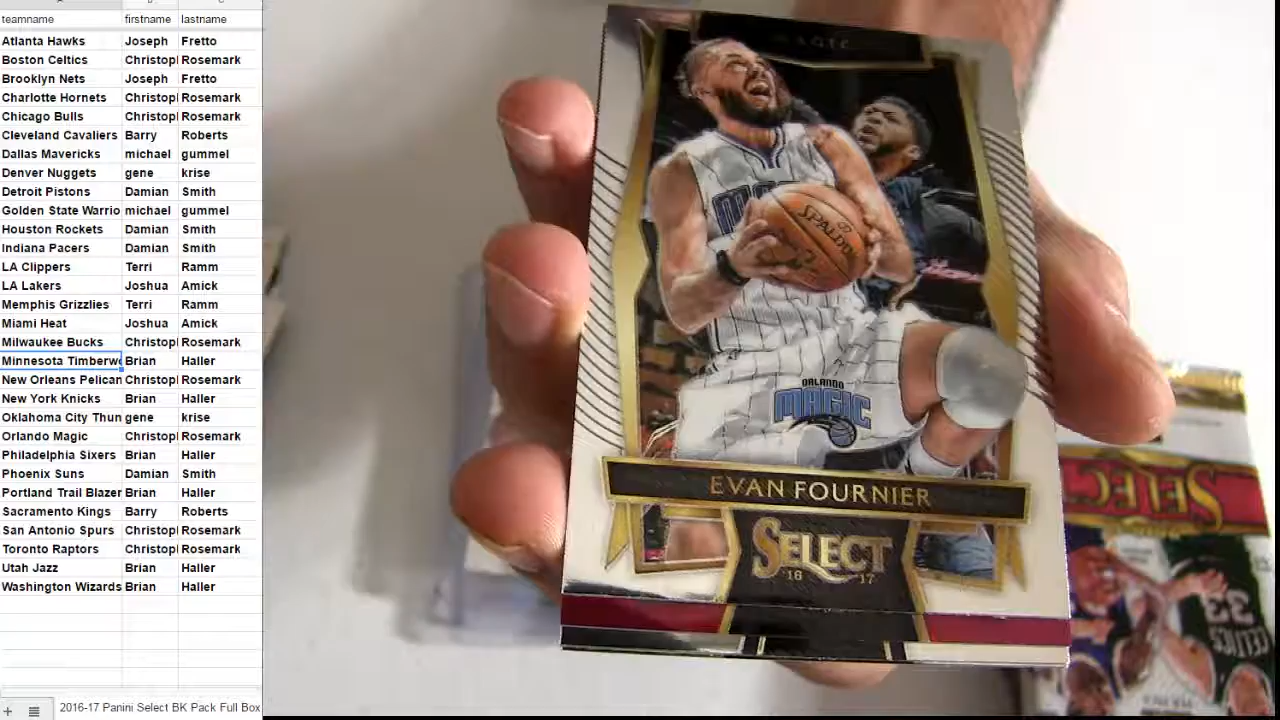 teamname firstname lastname
Atlanta Hawks Joseph Fretto
Boston Celtics Christopl Rosemark
Brooklyn Nets Joseph Fretto
Charlotte Hornets Christopl Rosemark
Chicago Bulls Christopl Rosemark
Cleveland Cavaliers Barry Roberts
Dallas Mavericks michael gummel
Denver Nuggets gene krise
Detroit Pistons Damian Smith
Golden State Warrio michael gummel
Houston Rockets Damian Smith
Indiana Pacers Damian Smith
LA Clippers Terri Ramm
LA Lakers Joshua Amick
Memphis Grizzlies Terri Ramm
Miami Heat Joshua Amick
Milwaukee Bucks Christopl Rosemark
Minnesota Timberwo Brian Haller
New Orleans Pelican Christopl Rosemark
New York Knicks Brian Haller
Oklahoma City Thun gene krise
Orlando Magic Christopl Rosemark
Philadelphia Sixers Brian Haller
Phoenix Suns Damian Smith
Portland Trail Blazer Brian Haller
Sacramento Kings Barry Roberts
San Antonio Spurs Christopl Rosemark
Toronto Raptors Christopl Rosemark
Utah Jazz Brian Haller
Washington Wizards Brian Haller
2016-17 Panini Select BK Pack Full Box
MAGIC
SPALDING
ORLANDO
MAGIC
EVAN FOURNIER
SELECT
16 17
SELECT
33
CELTICS